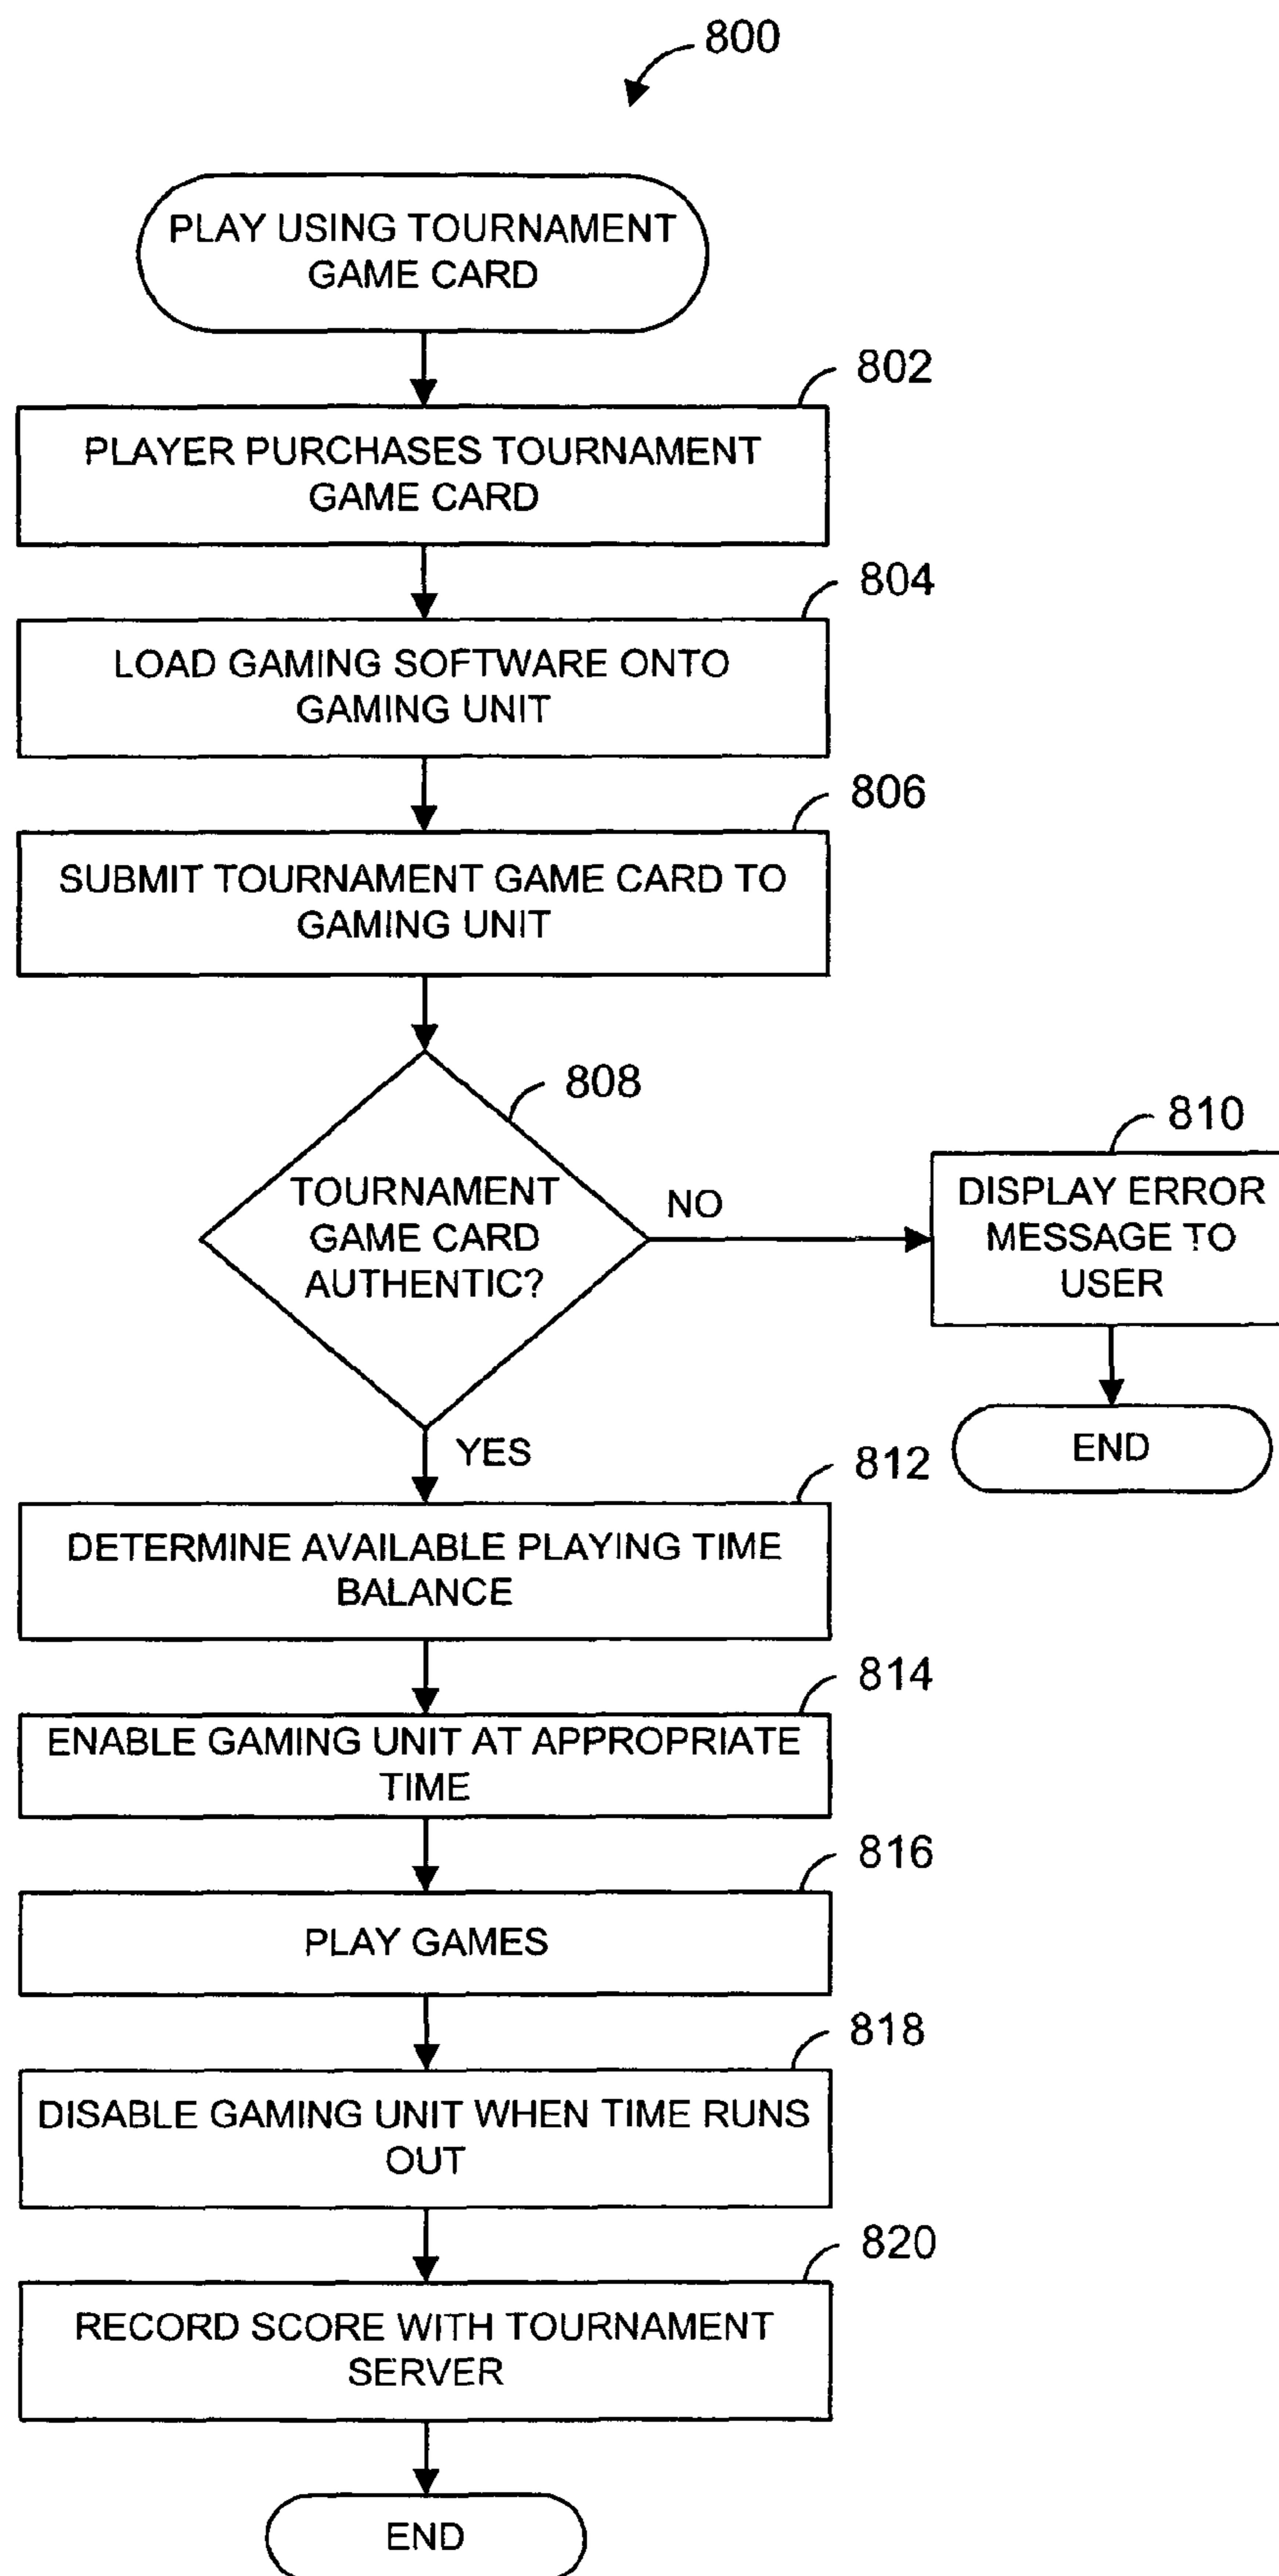 800
PLAY USING TOURNAMENT
GAME CARD
802
PLAYER PURCHASES TOURNAMENT
GAME CARD
804
LOAD GAMING SOFTWARE ONTO
GAMING UNIT
806
SUBMIT TOURNAMENT GAME CARD TO
GAMING UNIT
808
TOURNAMENT
GAME CARD
AUTHENTIC?
NO
810
DISPLAY ERROR
MESSAGE TO
USER
END
YES
812
DETERMINE AVAILABLE PLAYING TIME
BALANCE
814
ENABLE GAMING UNIT AT APPROPRIATE
TIME
816
PLAY GAMES
818
DISABLE GAMING UNIT WHEN TIME RUNS
OUT
820
RECORD SCORE WITH TOURNAMENT
SERVER
END